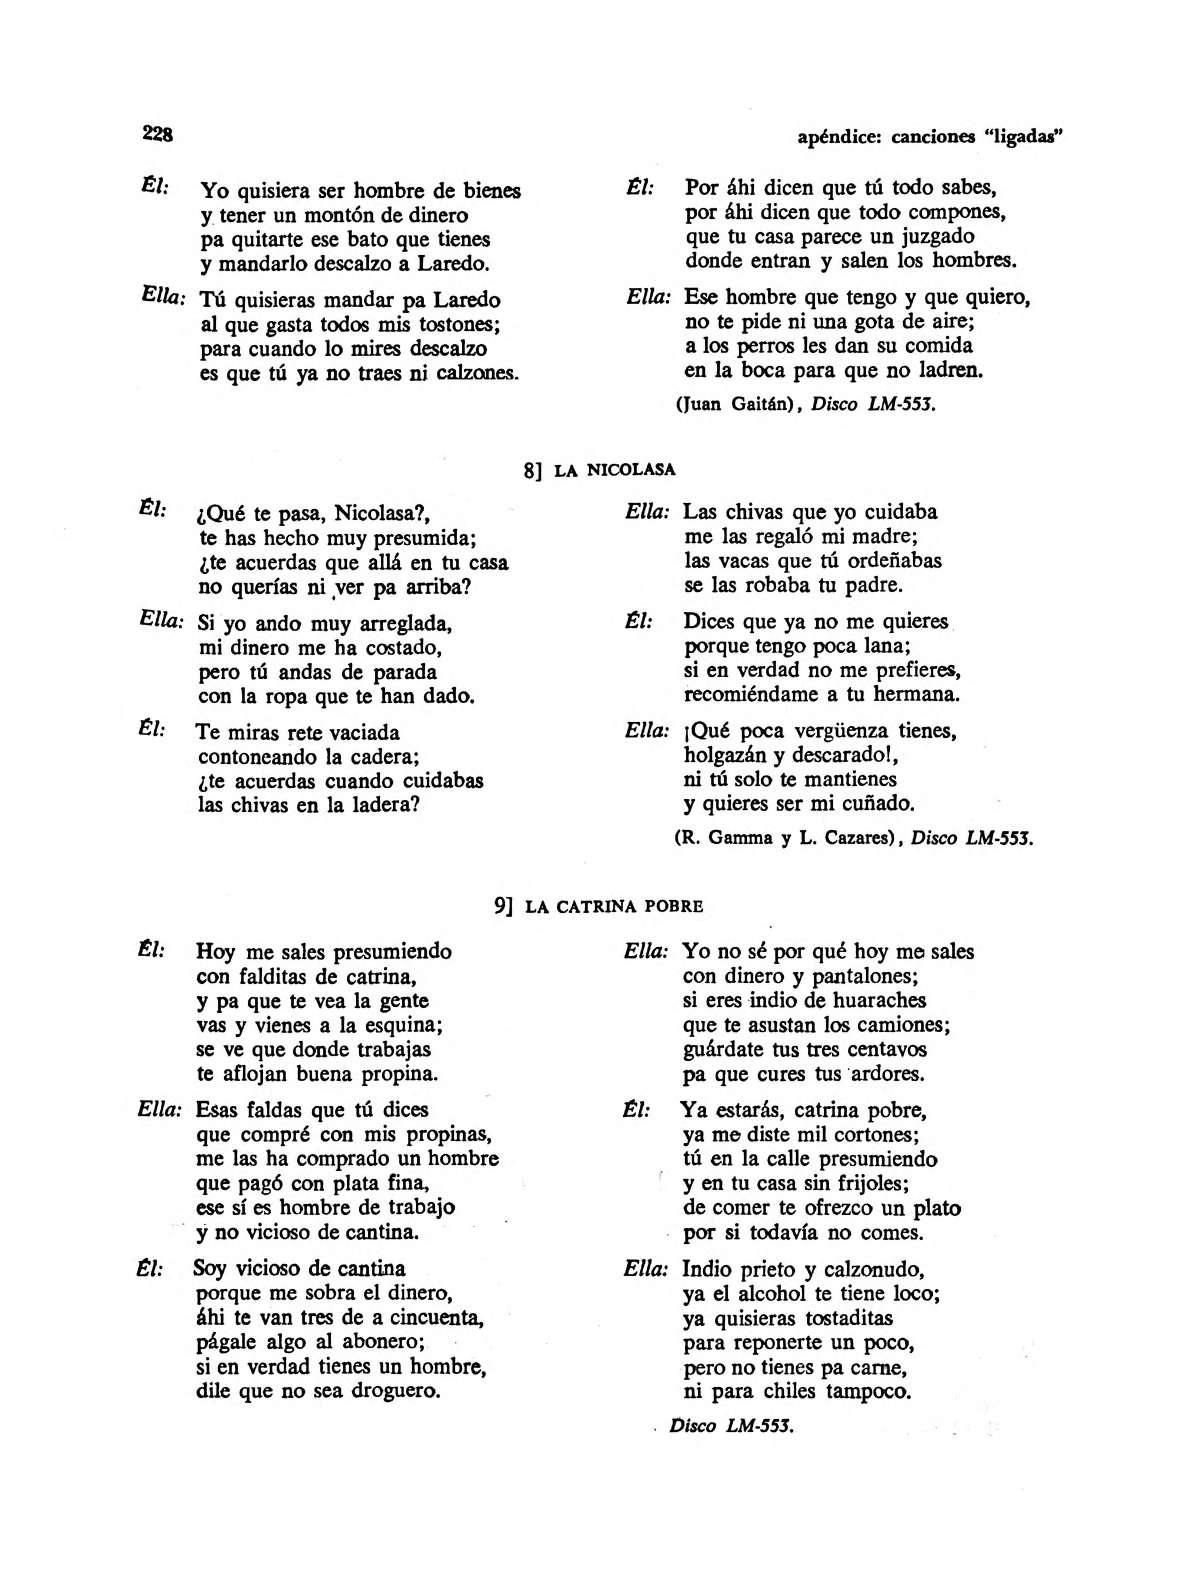 228
apéndice: canciones “ligadas”
Él: Yo quisiera ser hombre de bienes
y tener un montón de dinero
pa quitarte ese bato que tienes
y mandarlo descalzo a Laredo.
Ella: Tú quisieras mandar pa Laredo
al que gasta todos mis tostones;
para cuando lo mires descalzo
es que tú ya no traes ni calzones.
Él: Por áhi dicen que tú todo sabes,
por áhi dicen que todo compones,
que tu casa parece un juzgado
donde entran y salen los hombres.
Ella: Ese hombre que tengo y que quiero,
no te pide ni una gota de aire;
a los perros les dan su comida
en la boca para que no ladren.
(Juan Gaitán), Disco LM-553.
8] LA NICOLASA
Él: ¿Qué te pasa, Nicolasa?,
te has hecho muy presumida;
¿te acuerdas que allá en tu casa
no querías ni ver pa arriba?
Ella: Si yo ando muy arreglada,
mi dinero me ha costado,
pero tú andas de parada
con la ropa que te han dado.
Él: Te miras rete vaciada
contoneando la cadera;
¿te acuerdas cuando cuidabas
las chivas en la ladera?
Ella: Las chivas que yo cuidaba
me las regaló mi madre;
las vacas que tú ordeñabas
se las robaba tu padre.
Él: Dices que ya no me quieres
porque tengo poca lana;
si en verdad no me prefieres,
recomiéndame a tu hermana.
Ella: ¡Qué poca vergüenza tienes,
holgazán y descarado!,
ni tú solo te mantienes
y quieres ser mi cuñado.
(R. Gamma y L. Cazares), Disco LM-553.
9] LA CATRINA POBRE
Él: Hoy me sales presumiendo
con falditas de catrina,
y pa que te vea la gente
vas y vienes a la esquina;
se ve que donde trabajas
te aflojan buena propina.
Ella: Esas faldas que tú dices
que compré con mis propinas,
me las ha comprado un hombre
que pagó con plata fina,
ese sí es hombre de trabajo
y no vicioso de cantina.
Él: Soy vicioso de cantina
porque me sobra el dinero,
áhi te van tres de a cincuenta,
págale algo al abonero;
si en verdad tienes un hombre,
dile que no sea droguero.
Ella: Yo no sé por qué hoy me sales
con dinero y pantalones;
si eres indio de huaraches
que te asustan los camiones;
guárdate tus tres centavos
pa que cures tus ardores.
Él: Ya estarás, catrina pobre,
ya me diste mil cortones;
tú en la calle presumiendo
y en tu casa sin frijoles;
de comer te ofrezco un plato
por si todavía no comes.
Ella: Indio prieto y calzonudo,
ya el alcohol te tiene loco;
ya quisieras tostaditas
para reponerte un poco,
pero no tienes pa carne,
ni para chiles tampoco.
Disco LM-553.